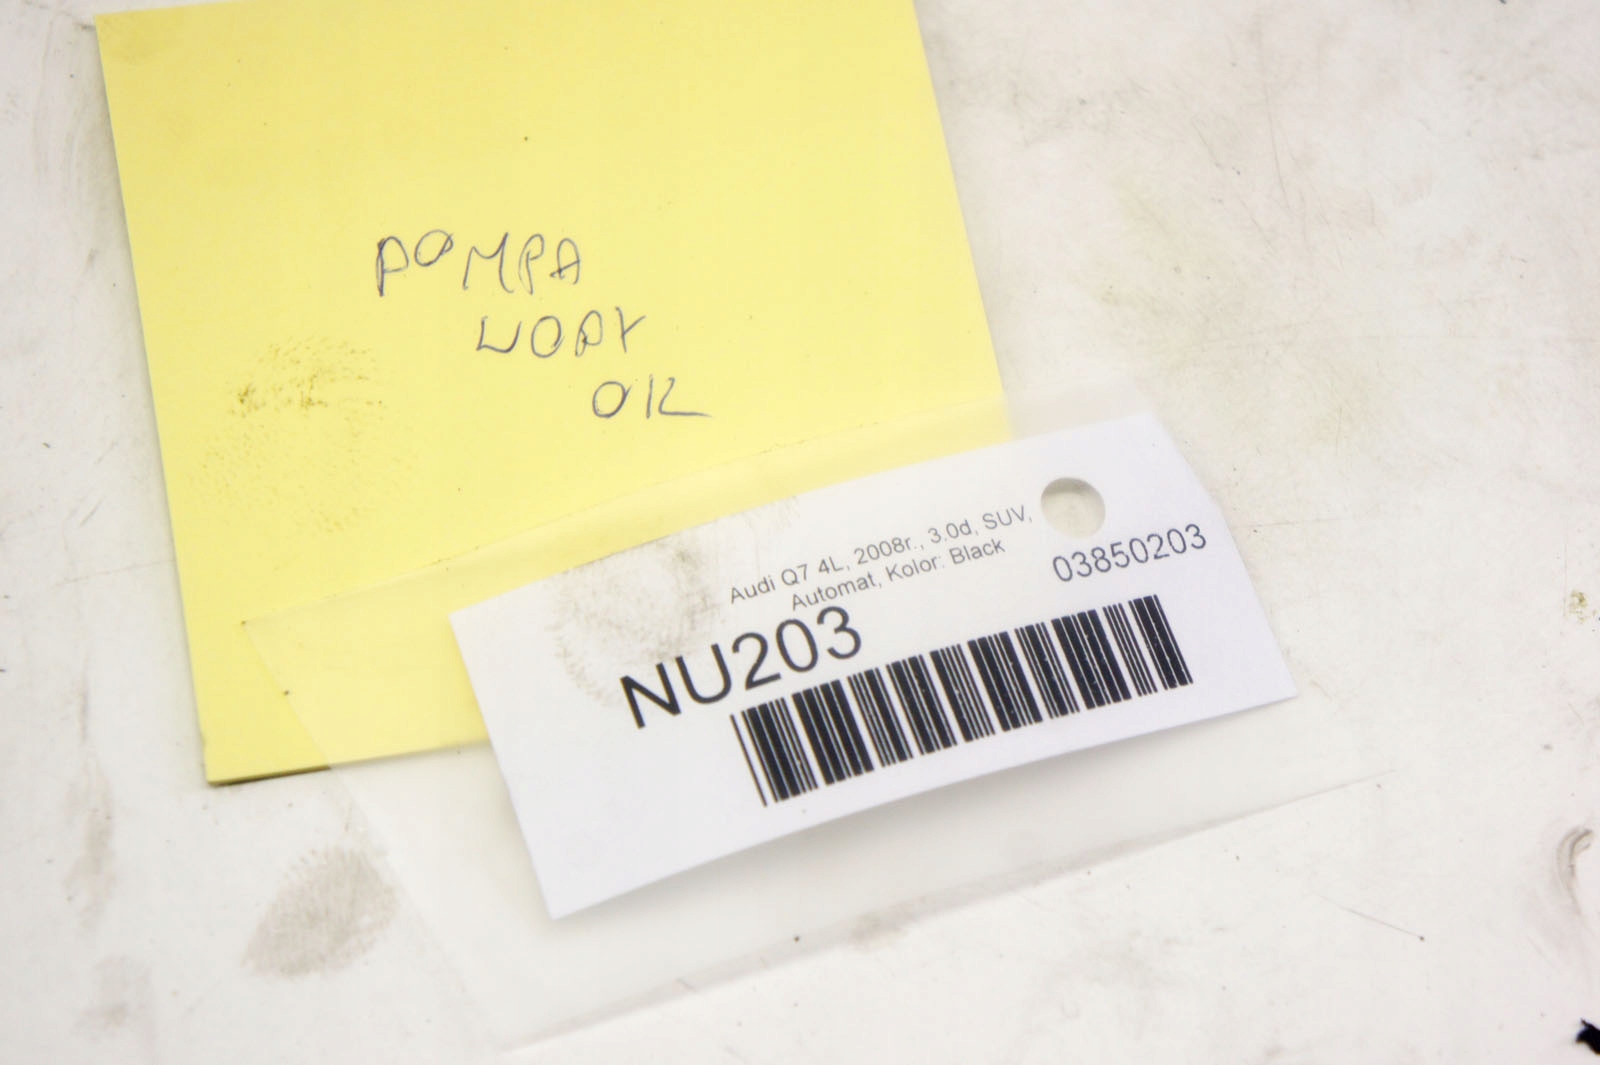 POMPA
WODY
OK
Audi Q7 4L, 2008r., 3.0d, SUV,
Automat, Kolor: Black
03850203
NU203